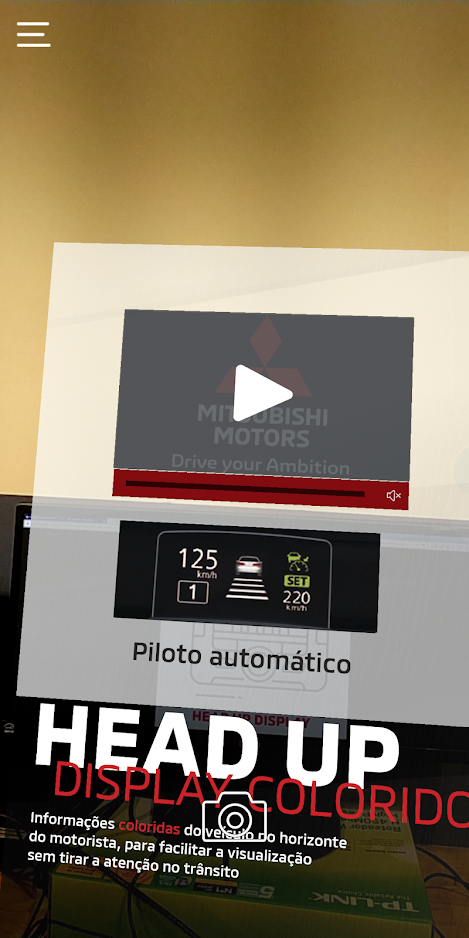 MITSUBISHI
MOTORS
Drive your Ambition
125
km/h
1
SET
220
km/h
Piloto automático
HEAD UP DISPLAY
HEAD UP
DISPLAY COLORIDO
Informações coloridas do veículo no horizonte
do motorista, para facilitar a visualização
sem tirar a atenção no trânsito
Roteador
TP-LINK